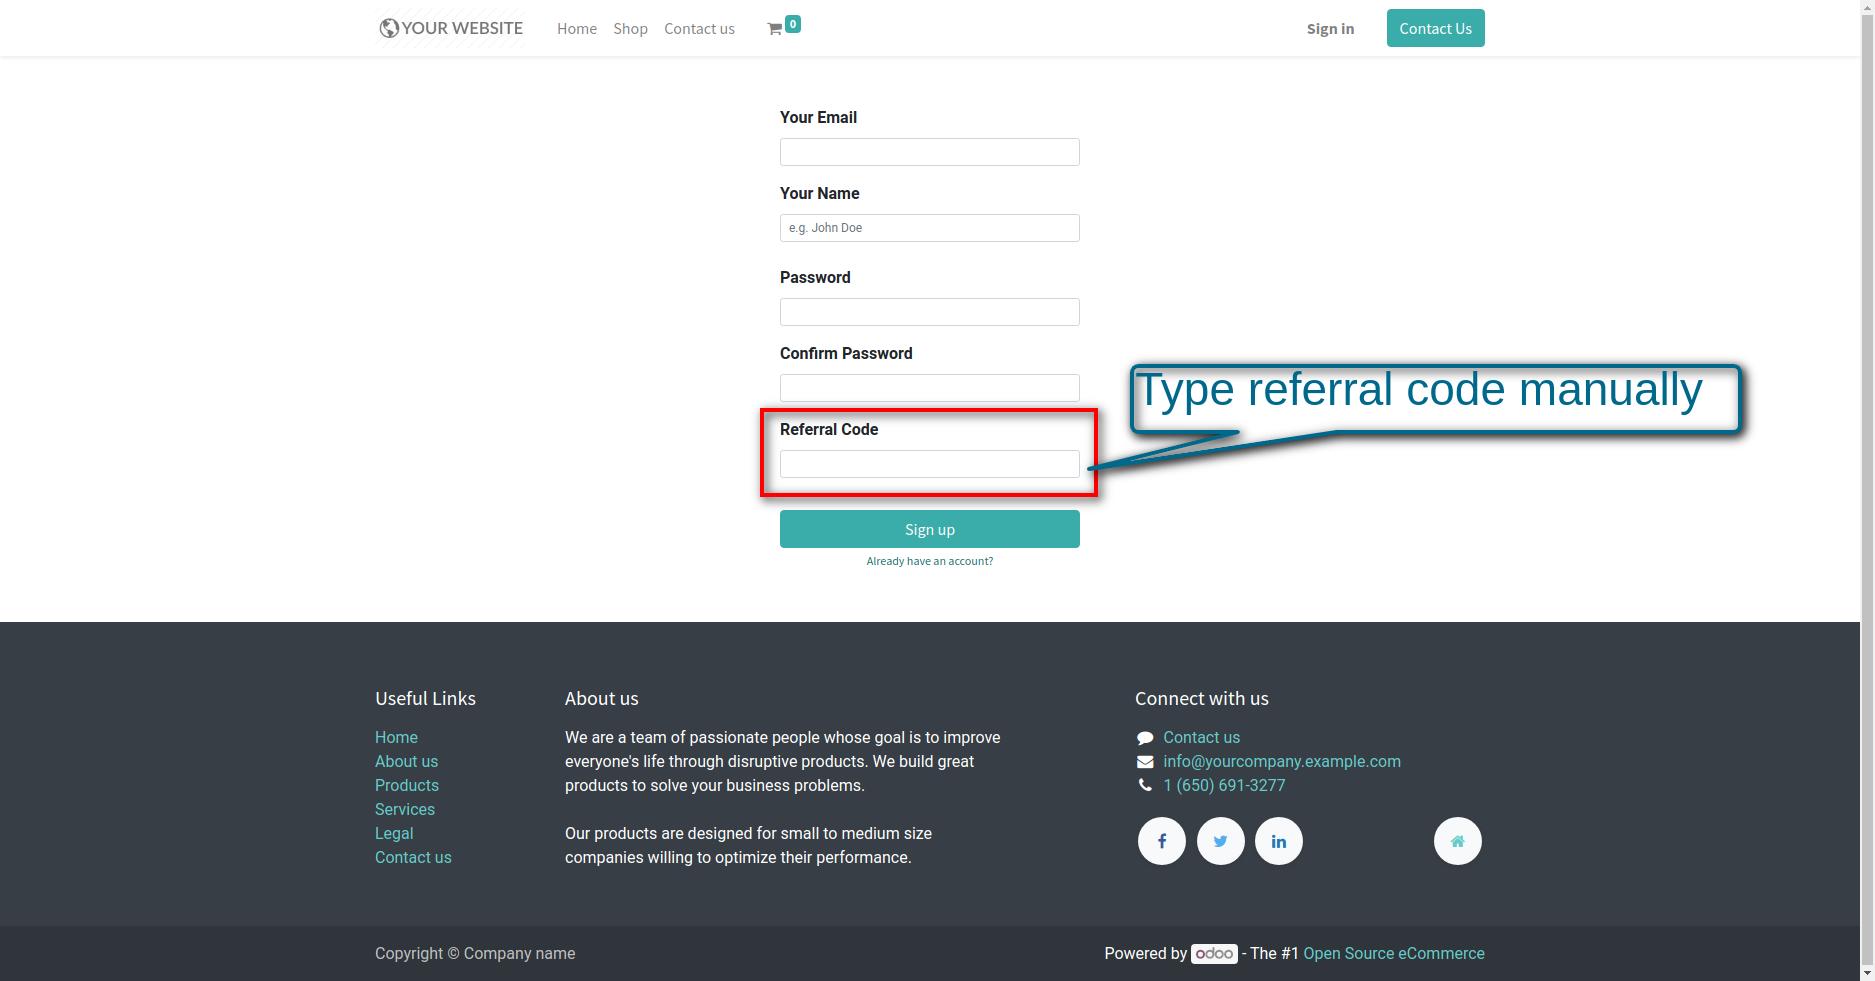 YOUR WEBSITE Home Shop Contact us 0 Sign in Contact Us
Your Email
Your Name
e.g. John Doe
Password
Confirm Password
Type referral code manually
Referral Code
Sign up
Already have an account?
Useful Links
Home
About us
Products
Services
Legal
Contact us
About us
We are a team of passionate people whose goal is to improve
everyone's life through disruptive products. We build great
products to solve your business problems.
Our products are designed for small to medium size
companies willing to optimize their performance.
Connect with us
Contact us
info@yourcompany.example.com
1 (650) 691-3277
Copyright © Company name
Powered by odoo - The #1 Open Source eCommerce